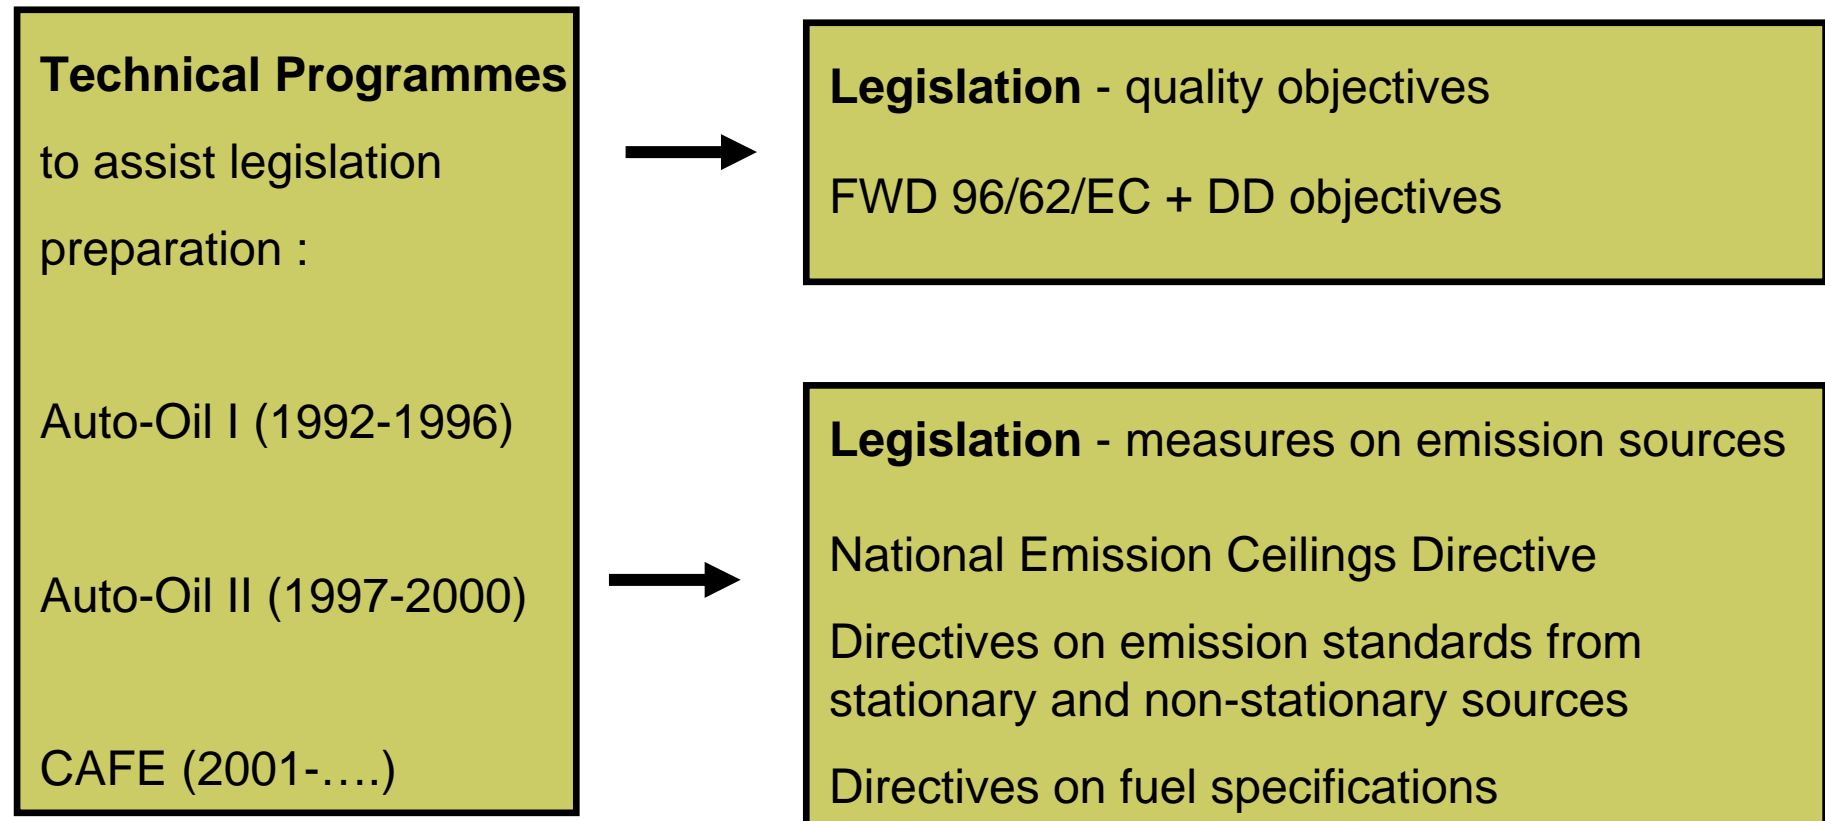 Technical Programmes
to assist legislation
preparation :
Auto-Oil I (1992-1996)
Auto-Oil II (1997-2000)
CAFE (2001-….)
Legislation - quality objectives
FWD 96/62/EC + DD objectives
Legislation - measures on emission sources
National Emission Ceilings Directive
Directives on emission standards from
stationary and non-stationary sources
Directives on fuel specifications